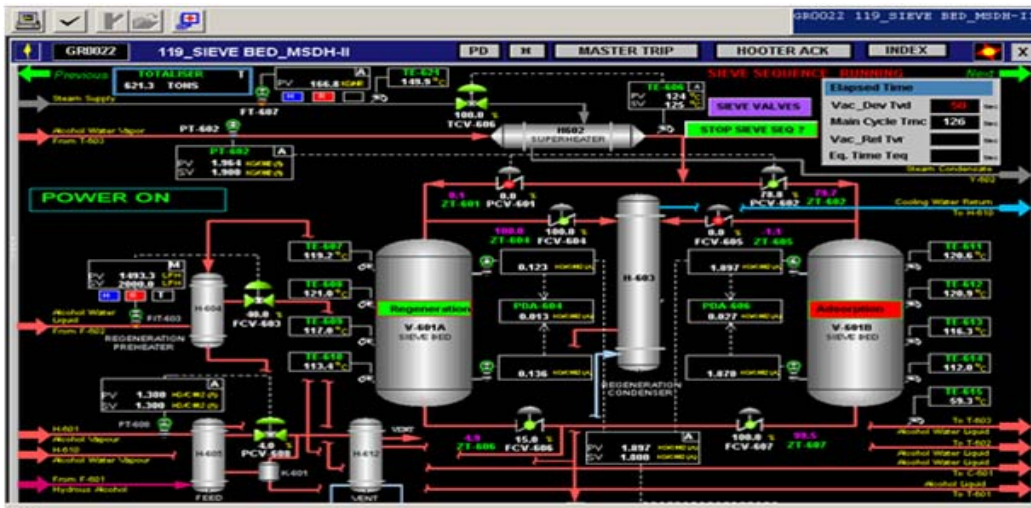 GR0022 119_SIEVE BED_MSDH-II
GR0022 119_SIEVE BED_MSDH-II PD M MASTER TRIP HOOTER ACK INDEX X
Previous TOTALISER T
621.3 TONS
PV 166.8 A
H R
FT-607
TE-621
149.9 °C
TE-606 A
PV 124 °C
SV 125 °C
SIEVE SEQUENCE RUNNING Next
Elapsed Time
Vac_Dev Tvd 50 Sec
Main Cycle Tmc 126 Sec
Vac_Rel Tvr Sec
Eq. Time Teq Sec
SIEVE VALVES
STOP SIEVE SEQ ?
Steam Supply
100.0 %
TCV-606
Alcohol Water Vapor
From T-603
PT-602
H602
SUPERHEATER
PT-602 A
PV 1.964
SV 1.900
Steam Condensate
POWER ON
0.1
ZT-601
0.0 %
PCV-601
78.8 %
PCV-602
79.7
ZT-602
Cooling Water Return
To H-610
100.0
ZT-604
100.0 %
FCV-604
0.0 %
FCV-605
-1.1
ZT-605
TE-607
119.2 °C
TE-608
121.0 °C
TE-609
117.0 °C
TE-610
113.4 °C
M
PV 1493.3 LPH
SV 2000.0 LPH
H R T
FIT-603
H-604
FCV-603
Alcohol Water
Liquid
From F-602
REGENERATION
PREHEATER
Regeneration
V-601A
SIEVE BED
0.123
PDA-604
0.013
0.136
H-603
REGENERATION
CONDENSER
1.897
PDA-606
0.027
1.870
Adsorption
V-601B
SIEVE BED
TE-611
120.6 °C
TE-612
120.9 °C
TE-613
116.3 °C
TE-614
112.0 °C
TE-615
59.3 °C
A
PV 1.300
SV 1.300
PT-608
H-601
Alcohol Vapour
H-610
Alcohol Vapour
From F-601
Hydrous Alcohol
H-605
FEED
4.0 %
PCV-608
K-601
H-612
VENT
VENT
4.9
ZT-606
15.0 %
FCV-606
A
PV 1.897
SV 1.800
100.0 %
FCV-607
99.5
ZT-607
To T-603
Alcohol Water Liquid
To T-602
Alcohol Water Liquid
To C-601
Alcohol Liquid
To T-601